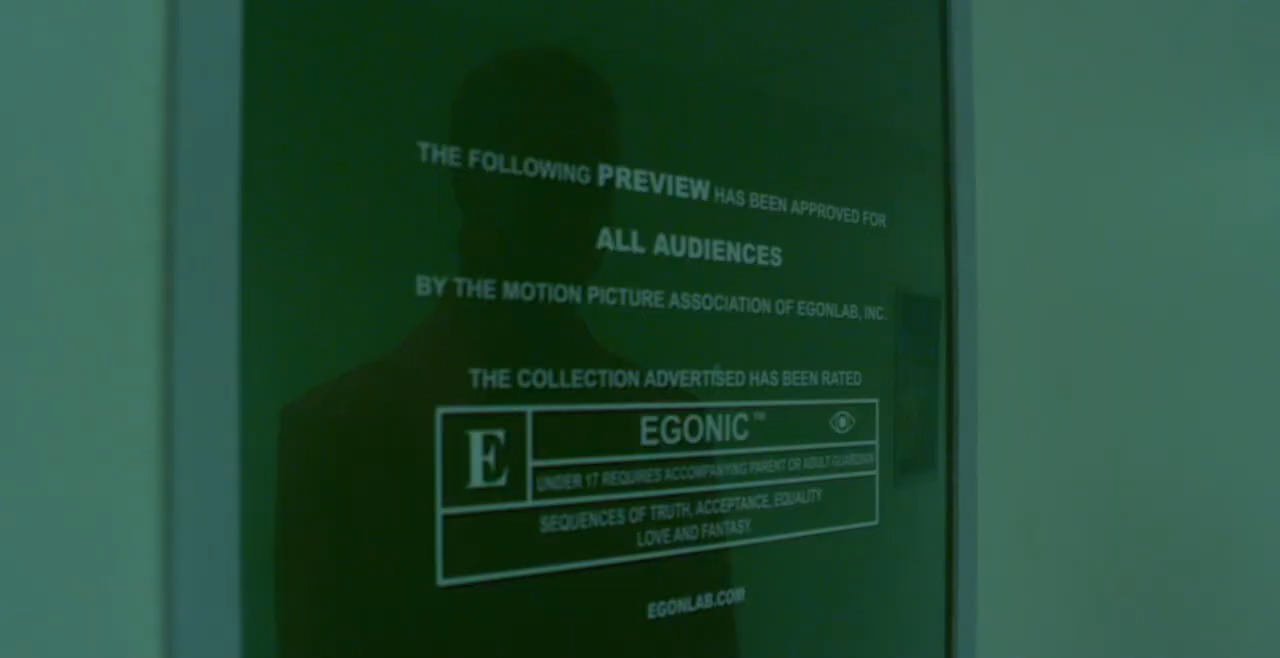 THE FOLLOWING PREVIEW HAS BEEN APPROVED FOR
ALL AUDIENCES
BY THE MOTION PICTURE ASSOCIATION OF EGONLAB, INC.
THE COLLECTION ADVERTISED HAS BEEN RATED
E
EGONIC™
UNDER 17 REQUIRES ACCOMPANYING PARENT OR ADULT GUARDIAN
SEQUENCES OF TRUTH, ACCEPTANCE, EQUALITY
LOVE AND FANTASY
EGONLAB.COM